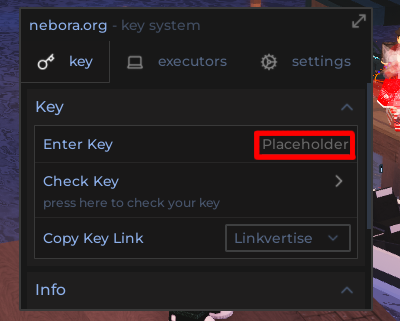 nebora.org - key system
key executors settings
Key
Enter Key Placeholder
Check Key
press here to check your key
Copy Key Link Linkvertise
Info